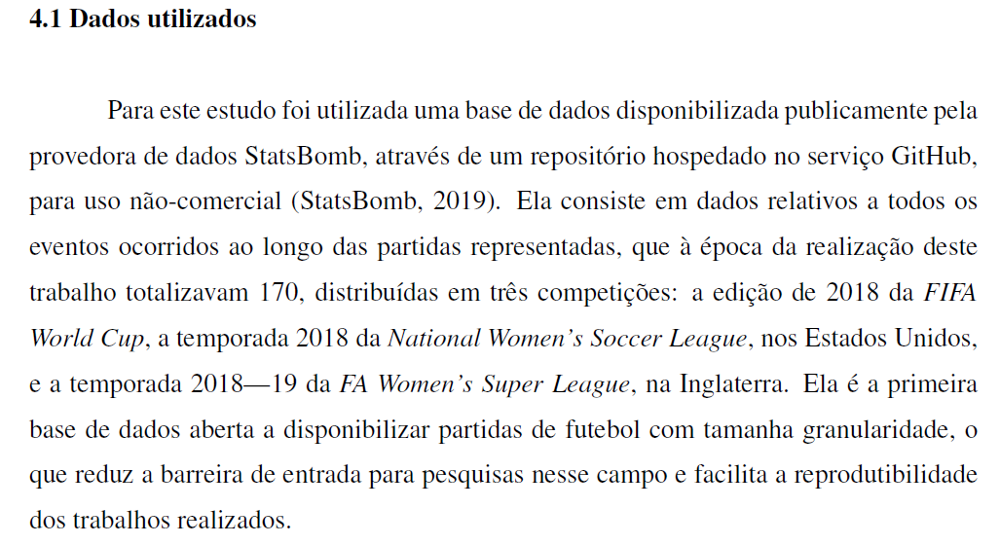 4.1 Dados utilizados
Para este estudo foi utilizada uma base de dados disponibilizada publicamente pela
provedora de dados StatsBomb, através de um repositório hospedado no serviço GitHub,
para uso não-comercial (StatsBomb, 2019). Ela consiste em dados relativos a todos os
eventos ocorridos ao longo das partidas representadas, que à época da realização deste
trabalho totalizavam 170, distribuídas em três competições: a edição de 2018 da FIFA
World Cup, a temporada 2018 da National Women's Soccer League, nos Estados Unidos,
e a temporada 2018—19 da FA Women's Super League, na Inglaterra. Ela é a primeira
base de dados aberta a disponibilizar partidas de futebol com tamanha granularidade, o
que reduz a barreira de entrada para pesquisas nesse campo e facilita a reprodutibilidade
dos trabalhos realizados.